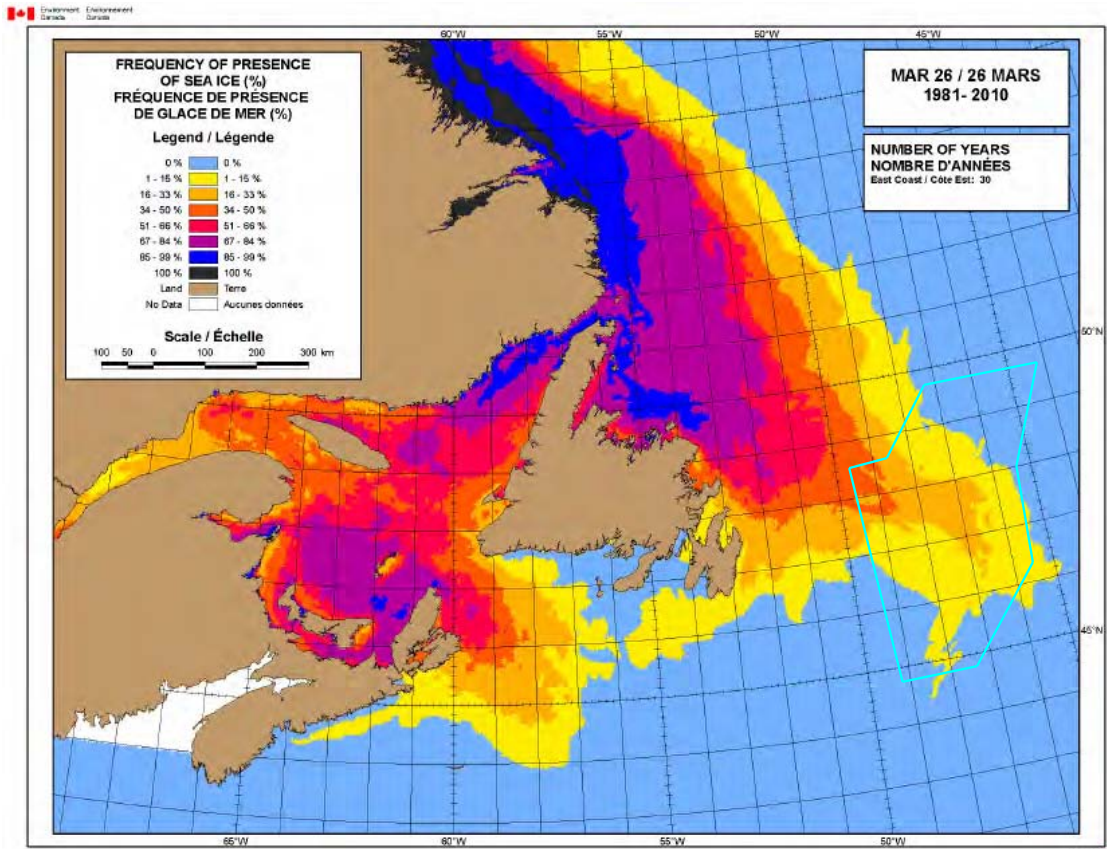 Environment Environnement
Canada Canada
60°W 55°W 50°W 45°W
FREQUENCY OF PRESENCE
OF SEA ICE (%)
FRÉQUENCE DE PRÉSENCE
DE GLACE DE MER (%)
Legend / Légende
0 % 0 %
1 - 15 % 1 - 15 %
16 - 33 % 16 - 33 %
34 - 50 % 34 - 50 %
51 - 66 % 51 - 66 %
67 - 84 % 67 - 84 %
85 - 99 % 85 - 99 %
100 % 100 %
Land Terre
No Data Aucunes données
Scale / Échelle
100 50 0 100 200 300 km
MAR 26 / 26 MARS
1981- 2010
NUMBER OF YEARS
NOMBRE D'ANNÉES
East Coast / Côte Est: 30
50°N
45°N
65°W 60°W 55°W 50°W